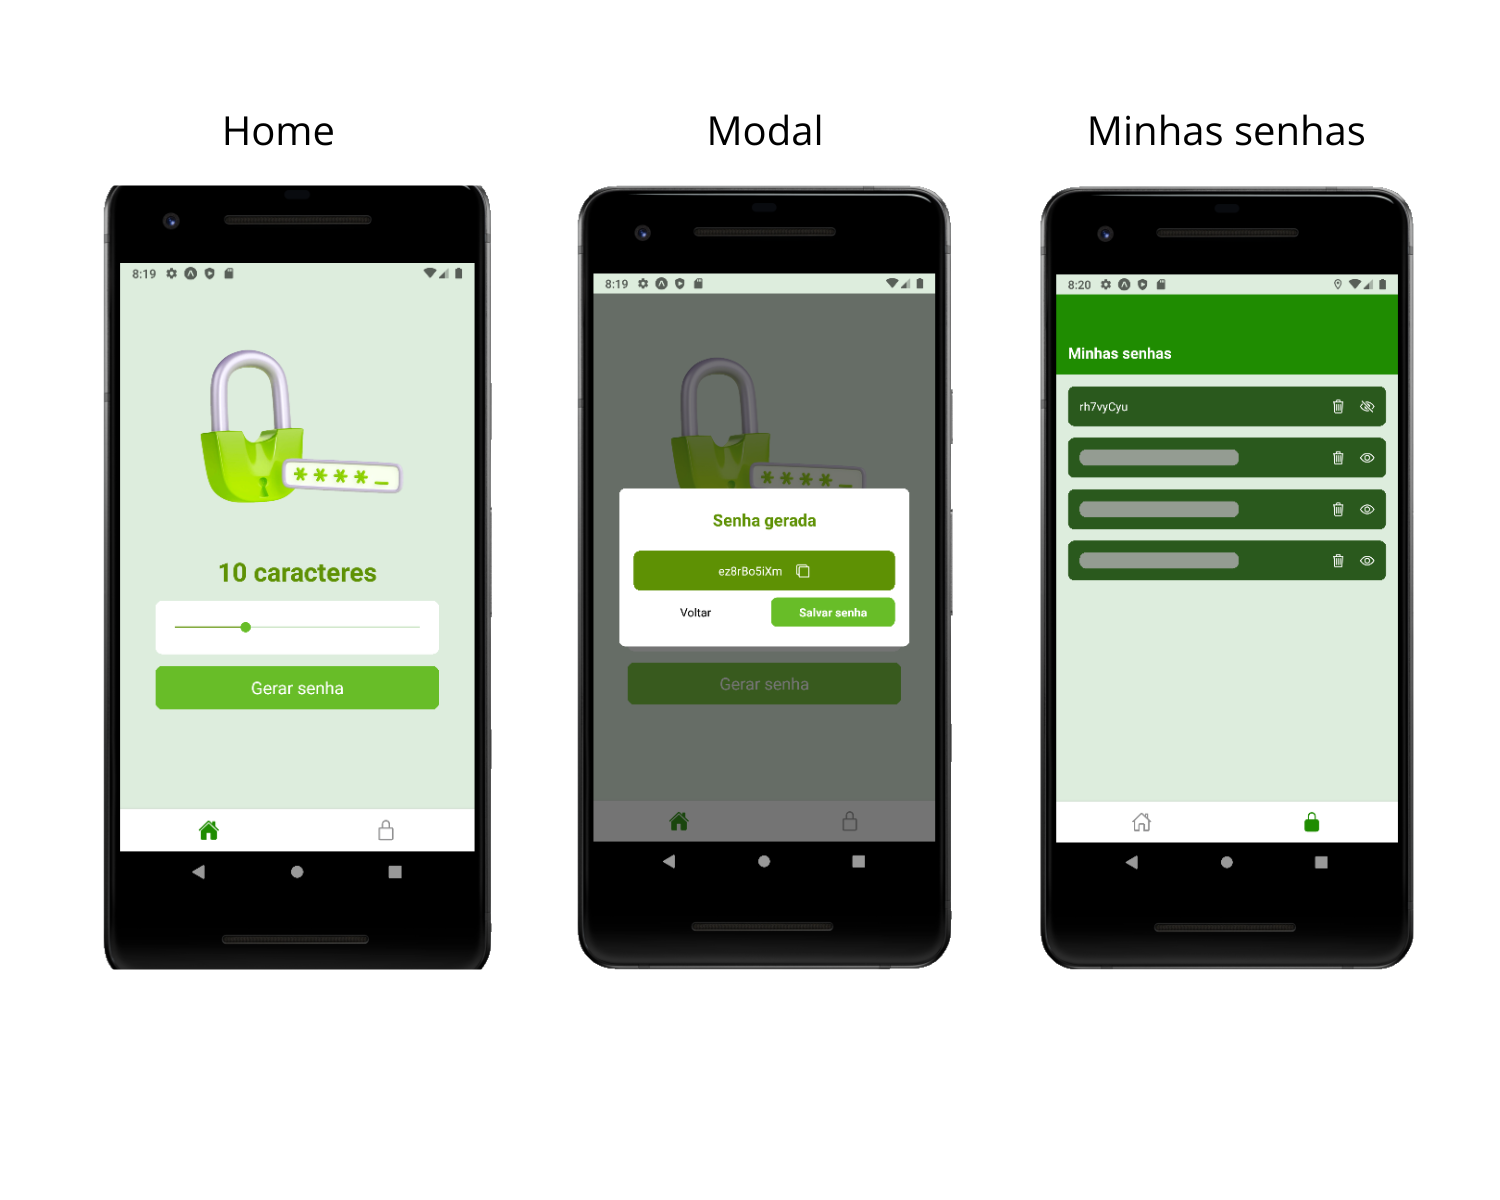 Home
Modal
Minhas senhas
8:19
10 caracteres
Gerar senha
8:19
Senha gerada
ez8rBo5iXm
Voltar
Salvar senha
Gerar senha
8:20
Minhas senhas
rh7vyCyu